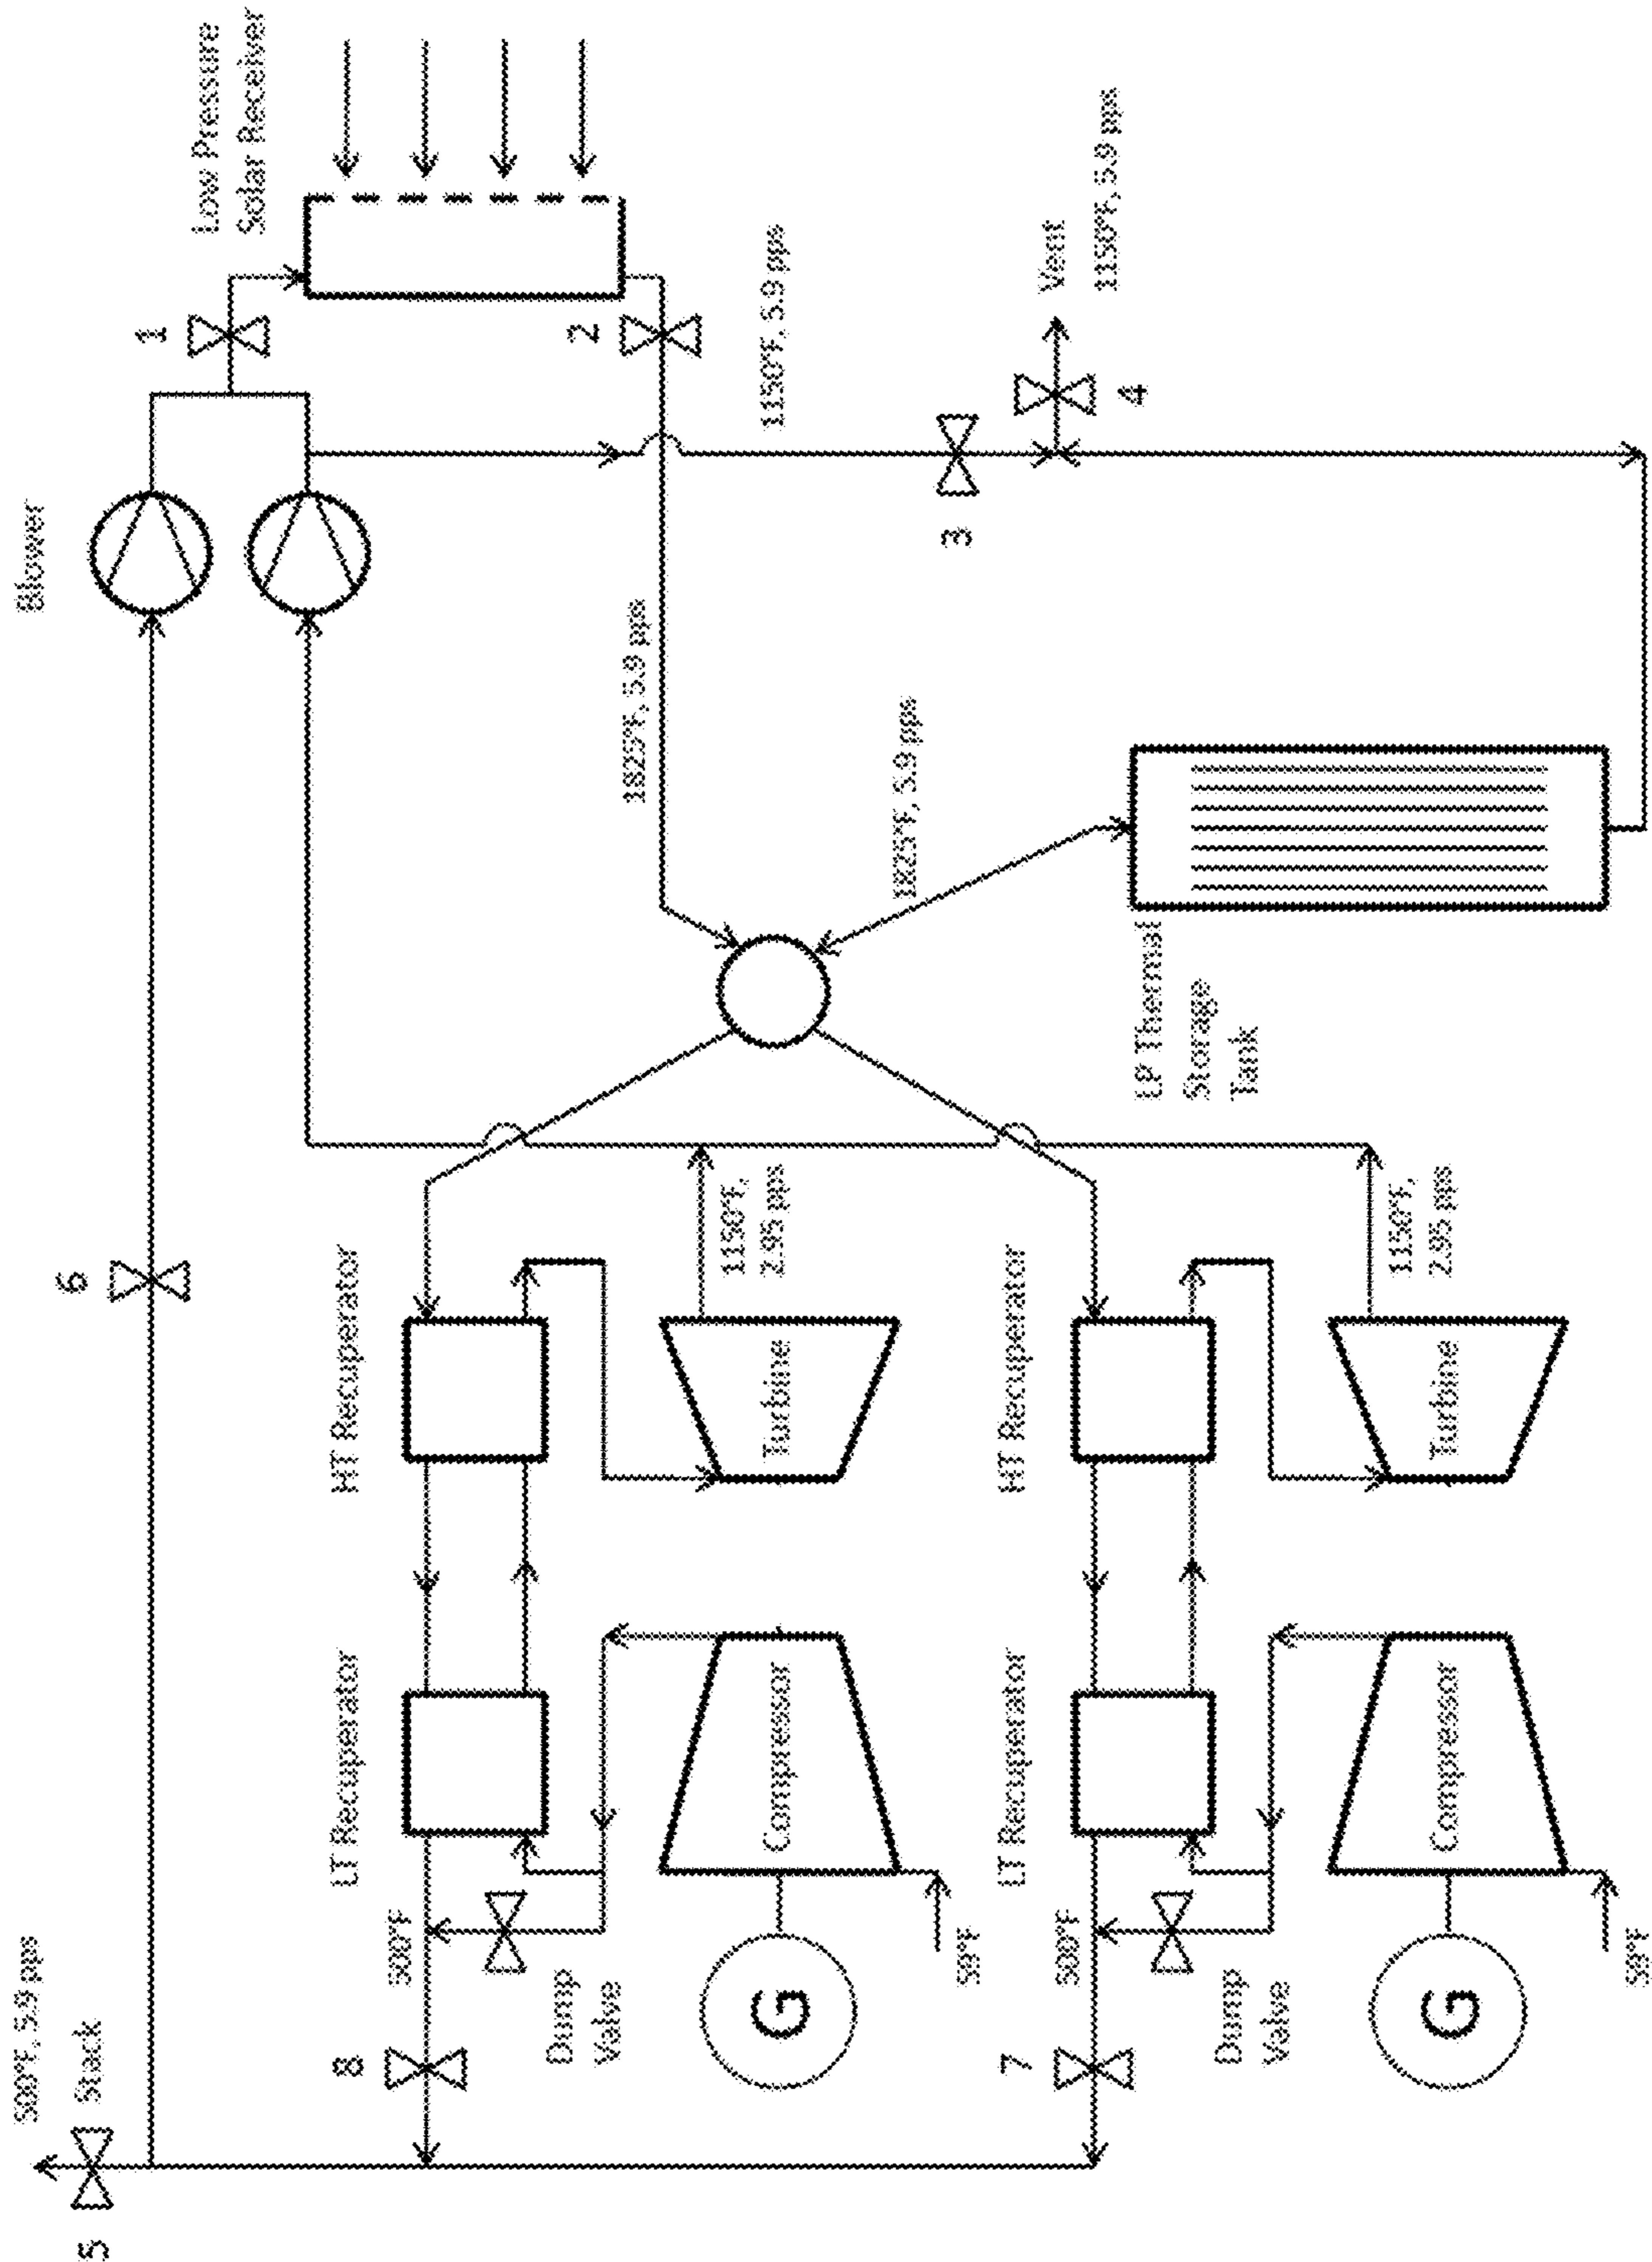 500°F, 5.9 pps
5
Stack
6
Blower
1
Low Pressure
Solar Receiver
8
500°F
LT Recuperator
HT Recuperator
Dump
Valve
G
Compressor
Turbine
59°F
1150°F,
2.95 pps
1825°F, 5.9 pps
2
1150°F, 5.9 pps
1825°F, 5.9 pps
3
4
Vent
1150°F, 5.9 pps
LP Thermal
Storage
Tank
7
500°F
LT Recuperator
HT Recuperator
Dump
Valve
G
Compressor
Turbine
59°F
1150°F,
2.95 pps